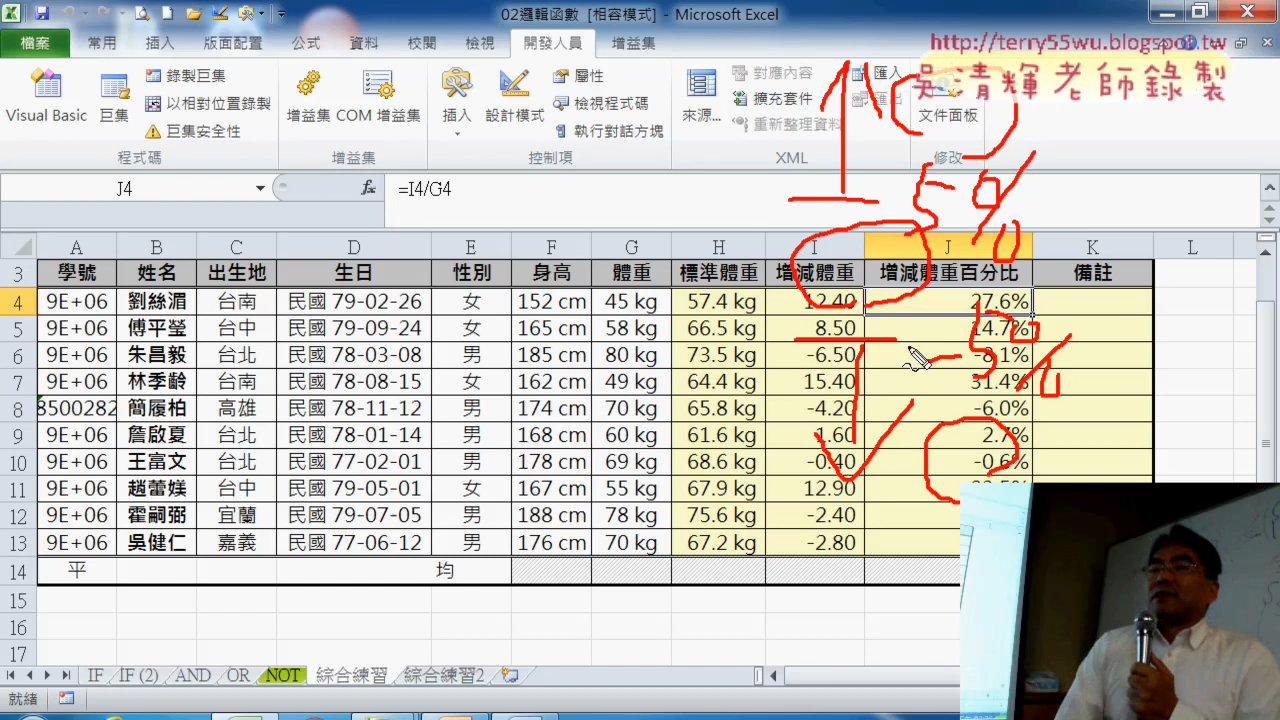 02邏輯函數 [相容模式] - Microsoft Excel
檔案 常用 插入 版面配置 公式 資料 校閱 檢視 開發人員 增益集
http://terry55wu.blogspot.tw
吳清輝老師錄製
Visual Basic 巨集 錄製巨集 以相對位置錄製 巨集安全性 增益集 COM 增益集 插入 設計模式 屬性 檢視程式碼 執行對話方塊 來源... 對應內容 擴充套件 重新整理資料 匯入 匯出 文件面板
程式碼 增益集 控制項 XML 修改
J4 fx =I4/G4
5%
A B C D E F G H I J K L
3 學號 姓名 出生地 生日 性別 身高 體重 標準體重 增減體重 增減體重百分比 備註
4 9E+06 劉絲湄 台南 民國 79-02-26 女 152 cm 45 kg 57.4 kg 12.40 27.6%
5 9E+06 傅平瑩 台中 民國 79-09-24 女 165 cm 58 kg 66.5 kg 8.50 14.7%
6 9E+06 朱昌毅 台北 民國 78-03-08 男 185 cm 80 kg 73.5 kg -6.50 -8.1%
-5%
7 9E+06 林季齡 台南 民國 78-08-15 女 162 cm 49 kg 64.4 kg 15.40 31.4%
8 8500282 簡履柏 高雄 民國 78-11-12 男 174 cm 70 kg 65.8 kg -4.20 -6.0%
9 9E+06 詹啟夏 台北 民國 78-01-14 男 168 cm 60 kg 61.6 kg 1.60 2.7%
10 9E+06 王富文 台北 民國 77-02-01 男 178 cm 69 kg 68.6 kg -0.40 -0.6%
11 9E+06 趙蕾媄 台中 民國 79-05-01 女 167 cm 55 kg 67.9 kg 12.90
12 9E+06 霍嗣弼 宜蘭 民國 79-07-05 男 188 cm 78 kg 75.6 kg -2.40
13 9E+06 吳健仁 嘉義 民國 77-06-12 男 176 cm 70 kg 67.2 kg -2.80
14 平 均
15
16
17
IF IF (2) AND OR NOT 綜合練習 綜合練習2
就緒